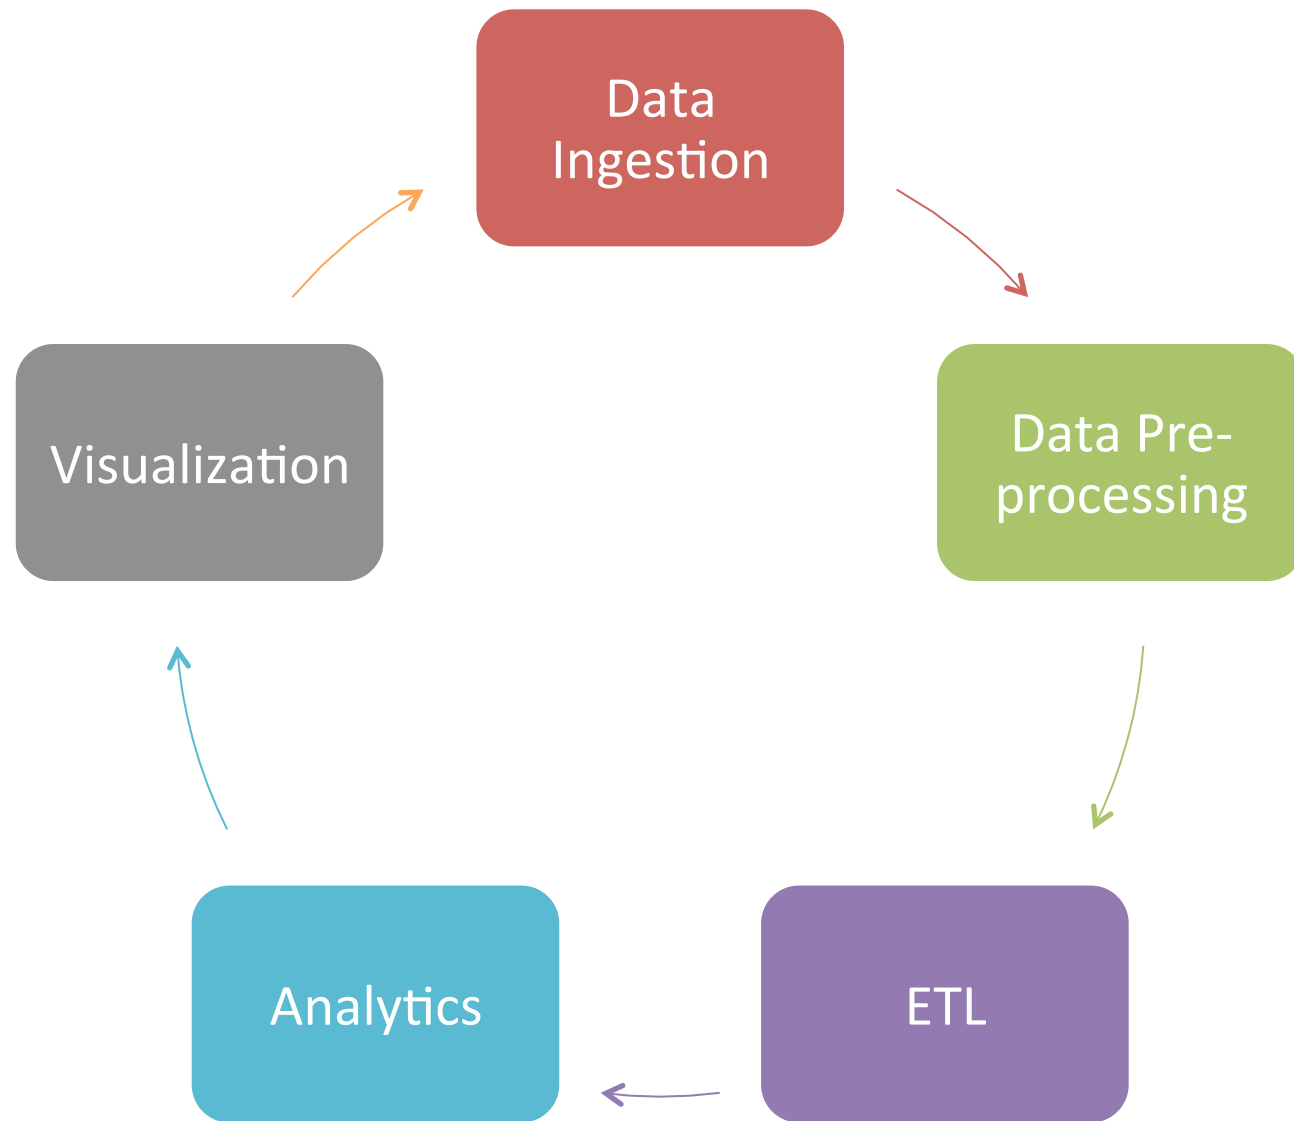 Data
Ingestion
Data Pre-
processing
ETL
Analytics
Visualization